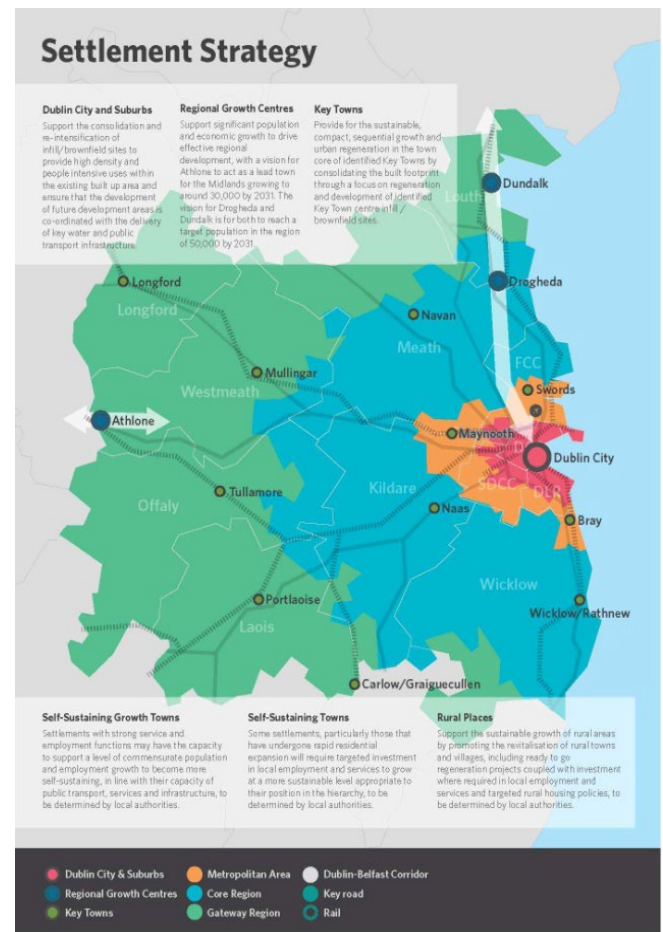 Settlement Strategy
Dublin City and Suburbs
Support the consolidation and
re-intensification of
infill/brownfield sites to
provide high density and
people intensive uses within
the existing built up area and
ensure that the development
of future development areas is
co-ordinated with the delivery
of key water and public
transport infrastructure.
Regional Growth Centres
Support significant population
and economic growth to drive
effective regional
development, with a vision for
Athlone to act as a lead town
for the Midlands growing to
around 30,000 by 2031. The
vision for Drogheda and
Dundalk is for both to reach a
target population in the region
of 50,000 by 2031.
Key Towns
Provide for the sustainable,
compact, sequential growth and
urban regeneration in the town
core of identified Key Towns by
consolidating the built footprint
through a focus on regeneration
and development of identified
Key Town centre infill /
brownfield sites.
Dundalk
Louth
Longford
Drogheda
Longford
Navan
Meath
FCC
Mullingar
Westmeath
Swords
Athlone
Maynooth
Dublin City
Kildare
SDCC
DLR
Tullamore
Offaly
Naas
Bray
Wicklow
Portlaoise
Wicklow/Rathnew
Laois
Carlow/Graiguecullen
Self-Sustaining Growth Towns
Settlements with strong service and
employment functions may have the capacity
to support a level of commensurate population
and employment growth to become more
self-sustaining, in line with their capacity of
public transport, services and infrastructure, to
be determined by local authorities.
Self-Sustaining Towns
Some settlements, particularly those that
have undergone rapid residential
expansion will require targeted investment
in local employment and services to grow
at a more sustainable level appropriate to
their position in the hierarchy, to be
determined by local authorities.
Rural Places
Support the sustainable growth of rural areas
by promoting the revitalisation of rural towns
and villages, including ready to go
regeneration projects coupled with investment
where required in local employment and
services and targeted rural housing policies, to
be determined by local authorities.
Dublin City & Suburbs
Regional Growth Centres
Key Towns
Metropolitan Area
Core Region
Gateway Region
Dublin-Belfast Corridor
Key road
Rail